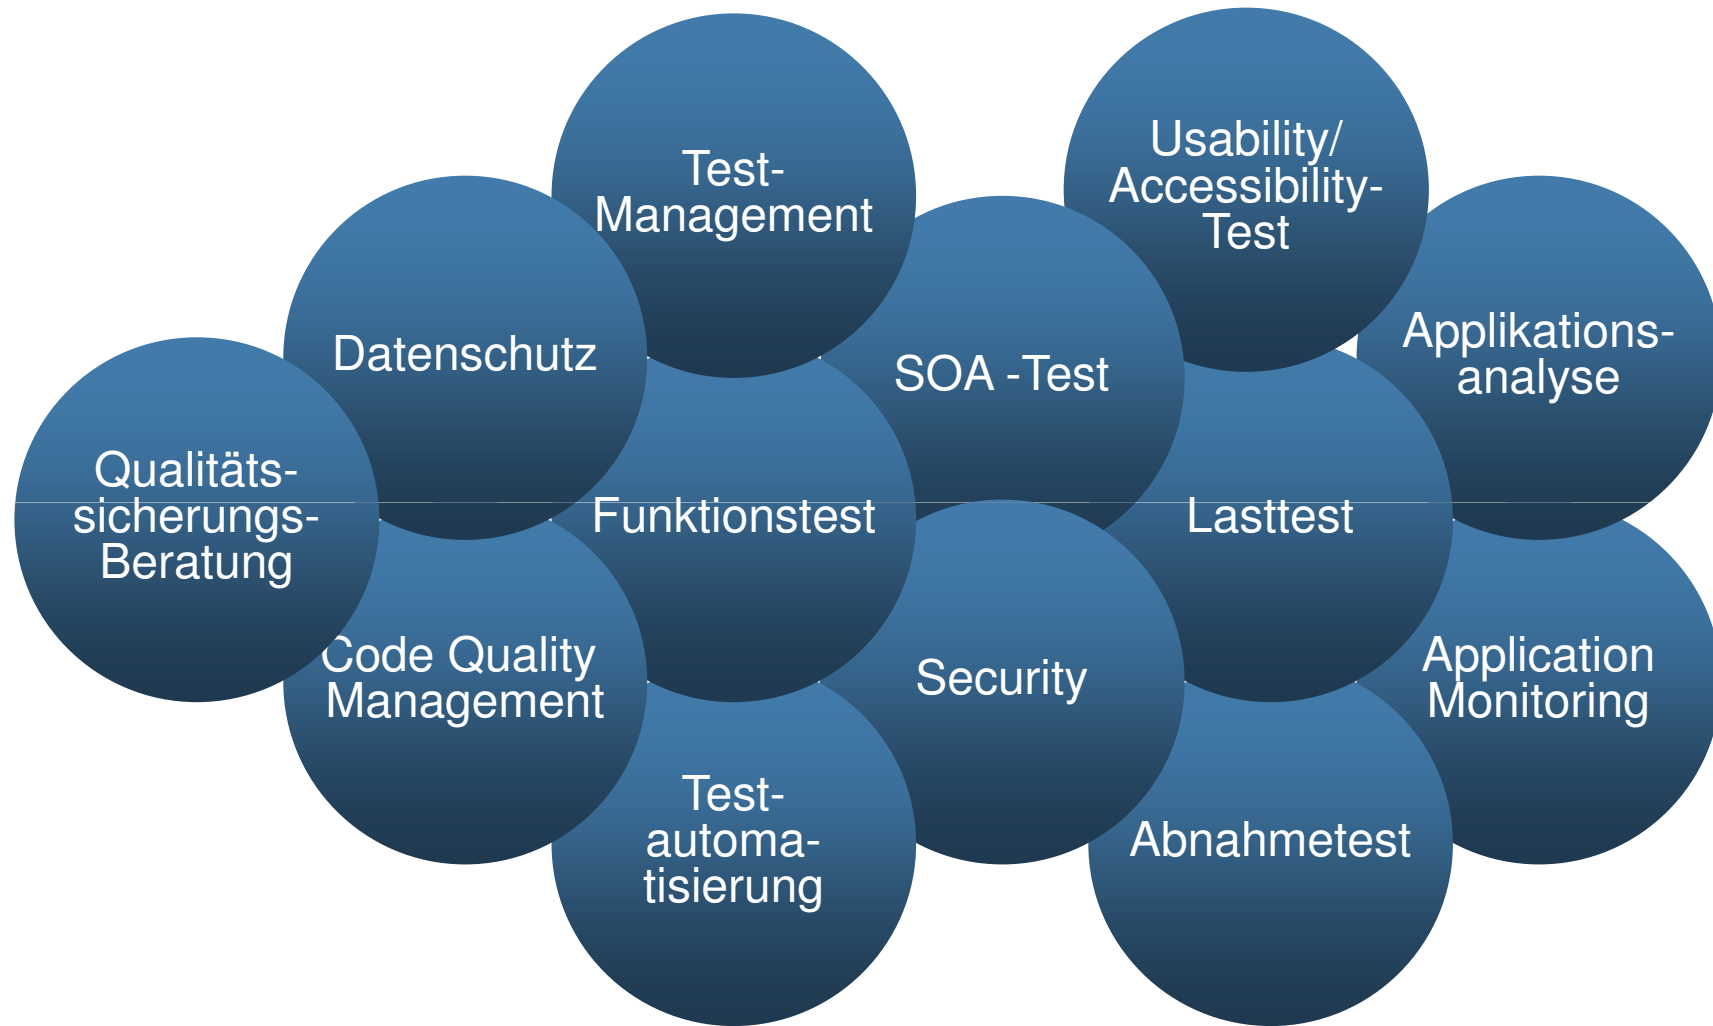 Test-
Management
Usability/
Accessibility-
Test
Datenschutz
SOA -Test
Applikations-
analyse
Qualitäts-
sicherungs-
Beratung
Funktionstest
Lasttest
Code Quality
Management
Security
Application
Monitoring
Test-
automa-
tisierung
Abnahmetest